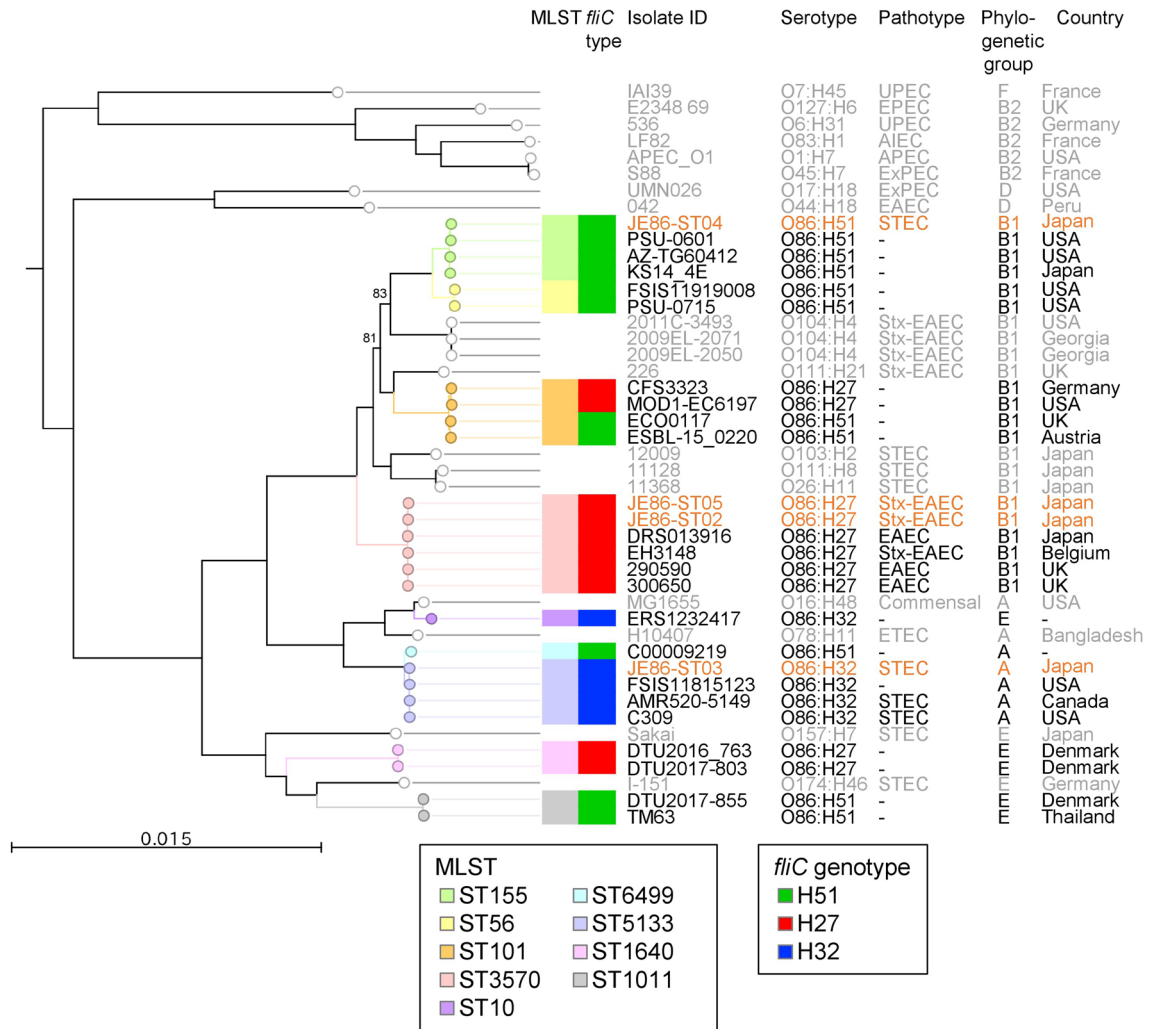 MLST fliC type Isolate ID Serotype Pathotype Phylo-genetic group Country
IAI39 O7:H45 UPEC F France
E2348 69 O127:H6 EPEC B2 UK
536 O6:H31 UPEC B2 Germany
LF82 O83:H1 AIEC B2 France
APEC_O1 O1:H7 APEC B2 USA
S88 O45:H7 ExPEC B2 France
UMN026 O17:H18 ExPEC D USA
042 O44:H18 EAEC D Peru
JE86-ST04 O86:H51 STEC B1 Japan
PSU-0601 O86:H51 - B1 USA
AZ-TG60412 O86:H51 - B1 USA
KS14_4E O86:H51 - B1 Japan
FSIS11919008 O86:H51 - B1 USA
83
PSU-0715 O86:H51 - B1 USA
2011C-3493 O104:H4 Stx-EAEC B1 USA
2009EL-2071 O104:H4 Stx-EAEC B1 Georgia
81
2009EL-2050 O104:H4 Stx-EAEC B1 Georgia
226 O111:H21 Stx-EAEC B1 UK
CFS3323 O86:H27 - B1 Germany
MOD1-EC6197 O86:H27 - B1 USA
ECO0117 O86:H51 - B1 UK
ESBL-15_0220 O86:H51 - B1 Austria
12009 O103:H2 STEC B1 Japan
11128 O111:H8 STEC B1 Japan
11368 O26:H11 STEC B1 Japan
JE86-ST05 O86:H27 Stx-EAEC B1 Japan
JE86-ST02 O86:H27 Stx-EAEC B1 Japan
DRS013916 O86:H27 EAEC B1 Japan
EH3148 O86:H27 Stx-EAEC B1 Belgium
290590 O86:H27 EAEC B1 UK
300650 O86:H27 EAEC B1 UK
MG1655 O16:H48 Commensal A USA
ERS1232417 O86:H32 - E -
H10407 O78:H11 ETEC A Bangladesh
C00009219 O86:H51 - A -
JE86-ST03 O86:H32 STEC A Japan
FSIS11815123 O86:H32 - A USA
AMR520-5149 O86:H32 STEC A Canada
C309 O86:H32 STEC A USA
Sakai O157:H7 STEC E Japan
DTU2016_763 O86:H27 - E Denmark
DTU2017-803 O86:H27 - E Denmark
I-151 O174:H46 STEC E Germany
DTU2017-855 O86:H51 - E Denmark
TM63 O86:H51 - E Thailand
0.015
MLST
ST155 ST6499
ST56 ST5133
ST101 ST1640
ST3570 ST1011
ST10
fliC genotype
H51
H27
H32